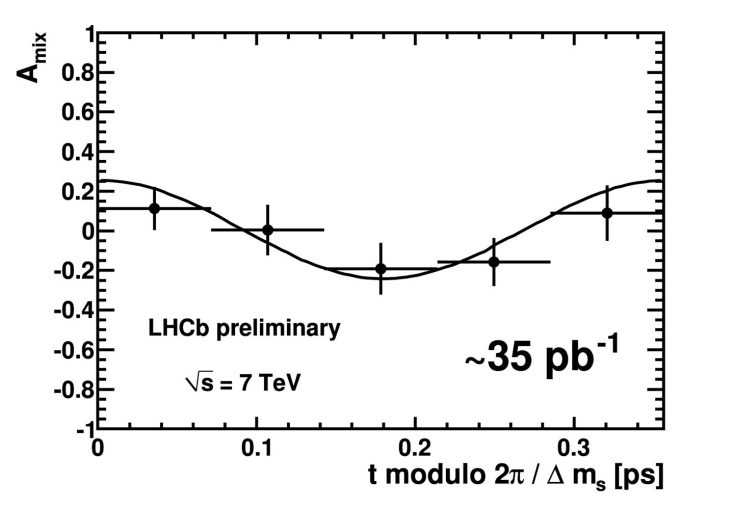 A_mix
1
0.8
0.6
0.4
0.2
0
-0.2
-0.4
-0.6
-0.8
-1
LHCb preliminary
√s = 7 TeV
~35 pb⁻¹
0 0.1 0.2 0.3
t modulo 2π / Δ m_s [ps]